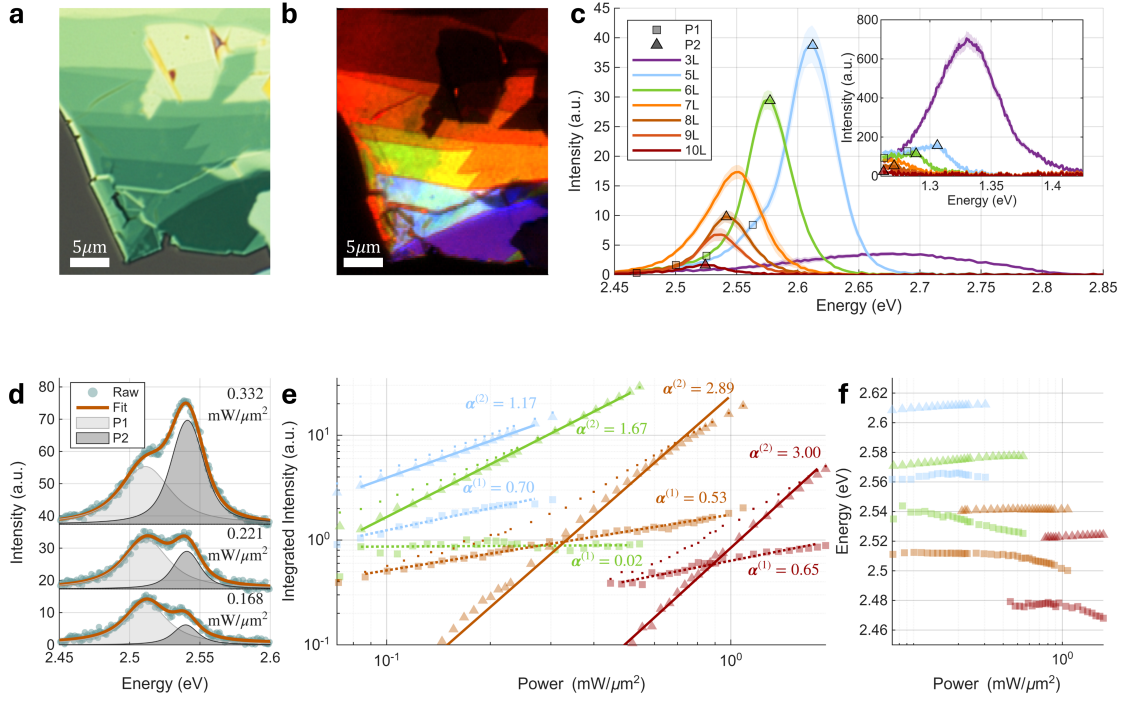 a
5μm
b
5μm
c
P1
P2
3L
5L
6L
7L
8L
9L
10L
45
40
35
30
25
20
15
10
5
0
Intensity (a.u.)
2.45
2.5
2.55
2.6
2.65
2.7
2.75
2.8
2.85
Energy (eV)
800
600
400
200
0
Intensity (a.u.)
1.3
1.35
1.4
Energy (eV)
d
Raw
Fit
P1
P2
0.332
mW/μm²
0.221
mW/μm²
0.168
mW/μm²
80
70
60
50
40
30
20
10
0
Intensity (a.u.)
2.45
2.5
2.55
2.6
Energy (eV)
e
α⁽²⁾ = 1.17
α⁽²⁾ = 1.67
α⁽²⁾ = 2.89
α⁽²⁾ = 3.00
α⁽¹⁾ = 0.70
α⁽¹⁾ = 0.53
α⁽¹⁾ = 0.02
α⁽¹⁾ = 0.65
10¹
10⁰
10⁻¹
Integrated Intensity (a.u.)
10⁻¹
10⁰
Power (mW/μm²)
f
2.62
2.6
2.58
2.56
2.54
2.52
2.5
2.48
2.46
Energy (eV)
10⁰
Power (mW/μm²)